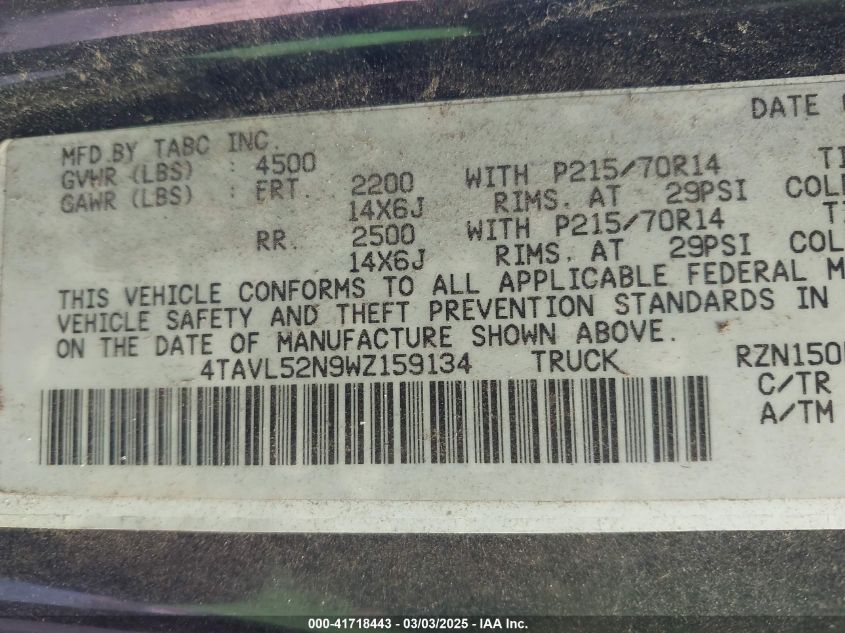 DATE
MFD.BY TABC INC.
GVWR (LBS) : 4500
GAWR (LBS) : FRT. 2200 WITH P215/70R14
14X6J RIMS. AT 29PSI COL
RR. 2500 WITH P215/70R14
14X6J RIMS. AT 29PSI COL
THIS VEHICLE CONFORMS TO ALL APPLICABLE FEDERAL M
VEHICLE SAFETY AND THEFT PREVENTION STANDARDS IN
ON THE DATE OF MANUFACTURE SHOWN ABOVE.
4TAVL52N9WZ159134 TRUCK RZN150
C/TR
A/TM
000-41718443 - 03/03/2025 - IAA Inc.